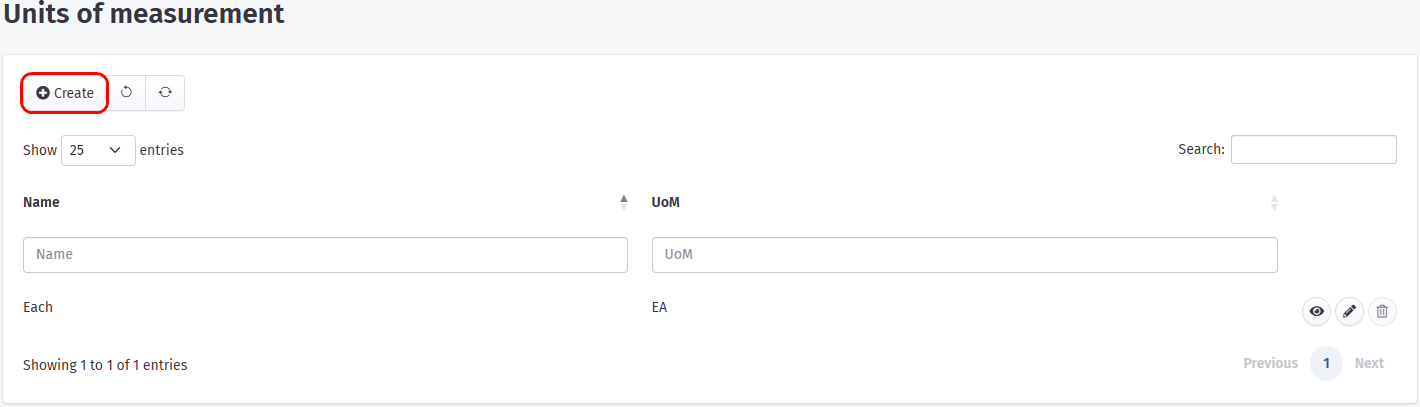 Units of measurement
Create
Show 25 entries
Search:
Name UoM
Name UoM
Each EA
Showing 1 to 1 of 1 entries
Previous 1 Next